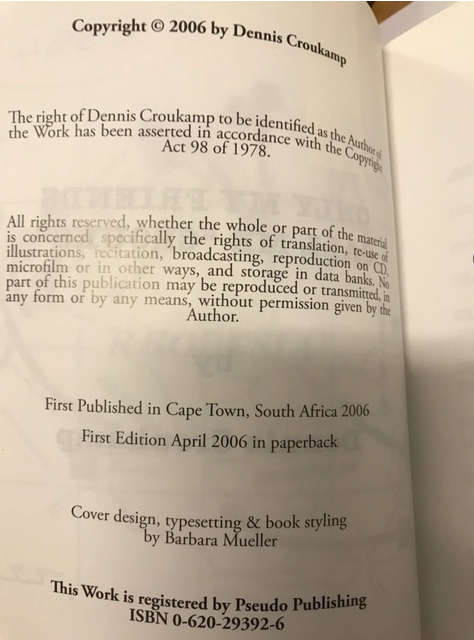 Copyright © 2006 by Dennis Croukamp
The right of Dennis Croukamp to be identified as the Author of
the Work has been asserted in accordance with the Copyright
Act 98 of 1978.
All rights reserved, whether the whole or part of the material
is concerned, specifically the rights of translation, re-use of
illustrations, recitation, broadcasting, reproduction on CD,
microfilm or in other ways, and storage in data banks. No
part of this publication may be reproduced or transmitted, in
any form or by any means, without permission given by the
Author.
First Published in Cape Town, South Africa 2006
First Edition April 2006 in paperback
Cover design, typesetting & book styling
by Barbara Mueller
This Work is registered by Pseudo Publishing
ISBN 0-620-29392-6